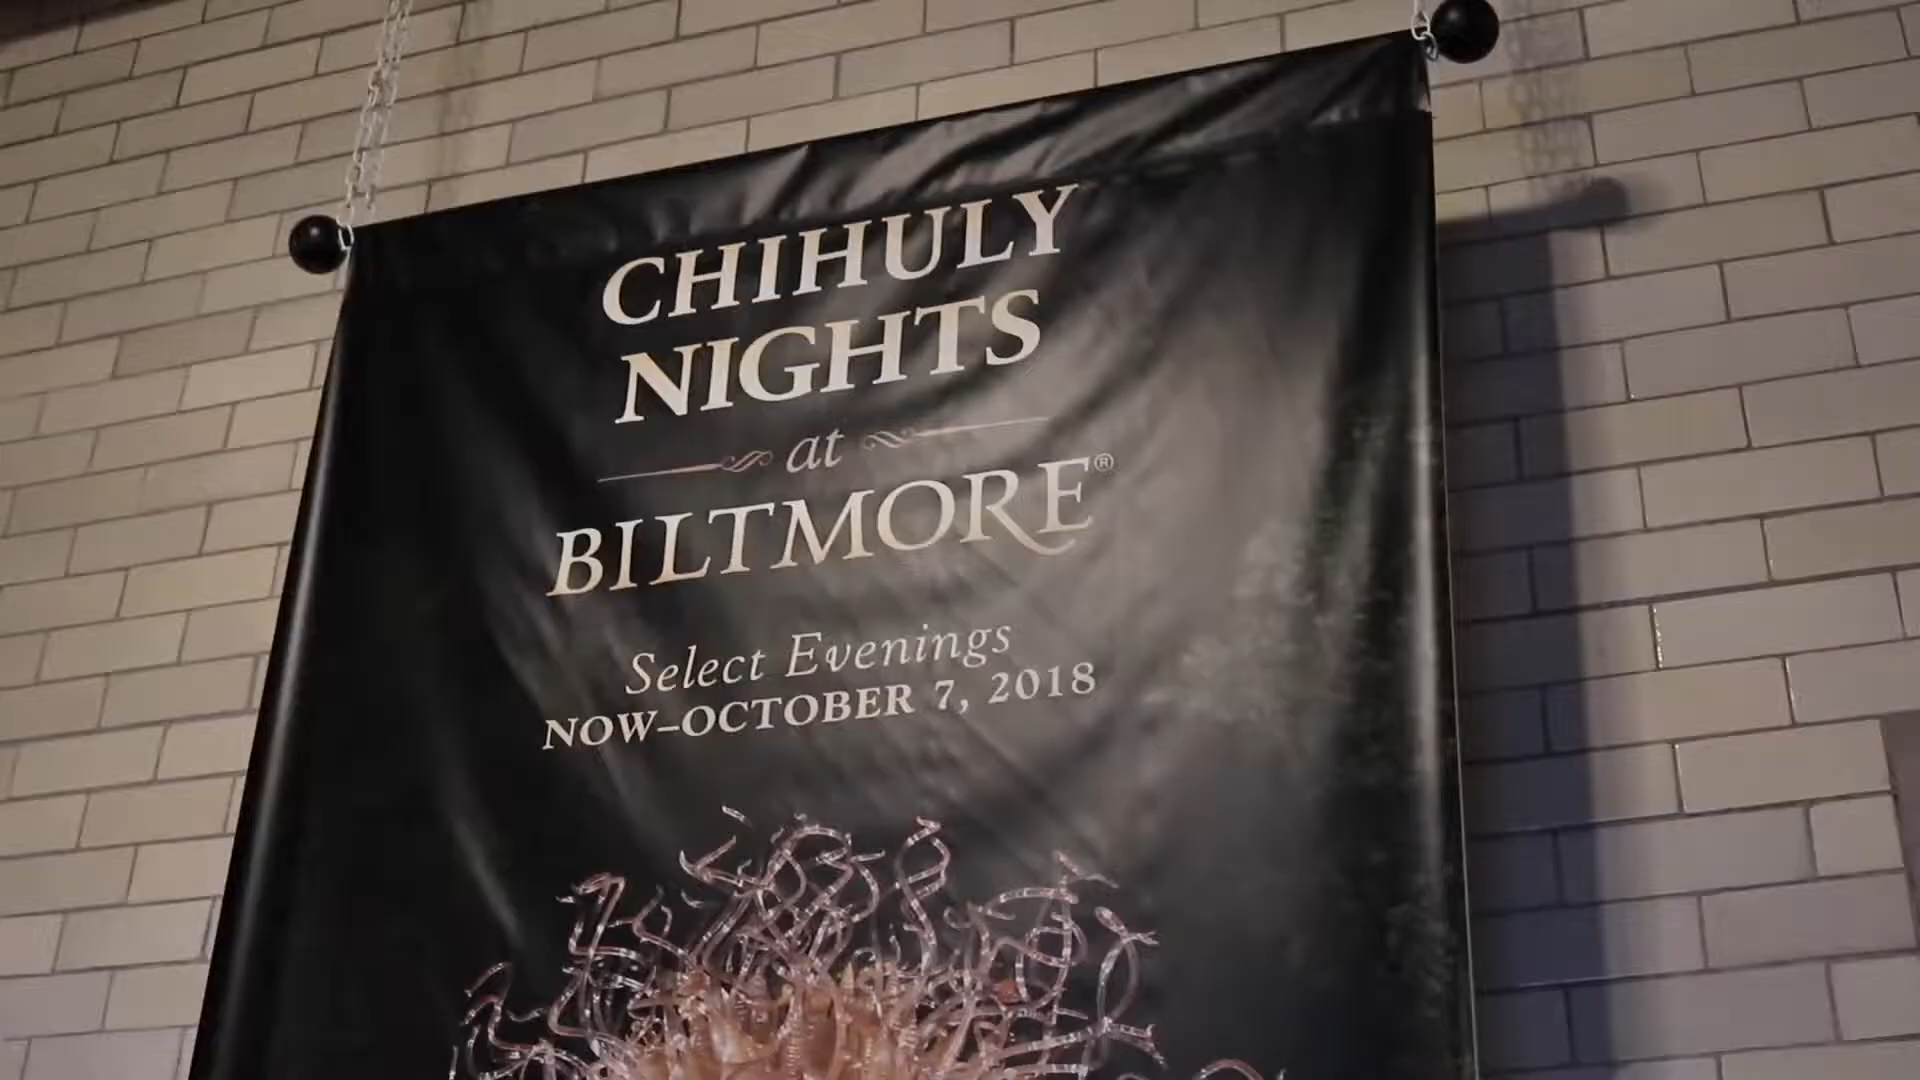 CHIHULY
NIGHTS
at
BILTMORE®
Select Evenings
NOW–OCTOBER 7, 2018